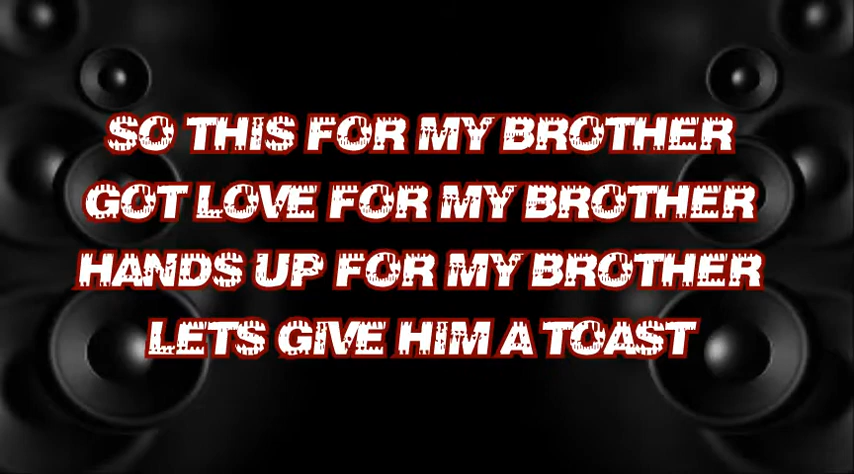 SO THIS FOR MY BROTHER
GOT LOVE FOR MY BROTHER
HANDS UP FOR MY BROTHER
LETS GIVE HIM A TOAST